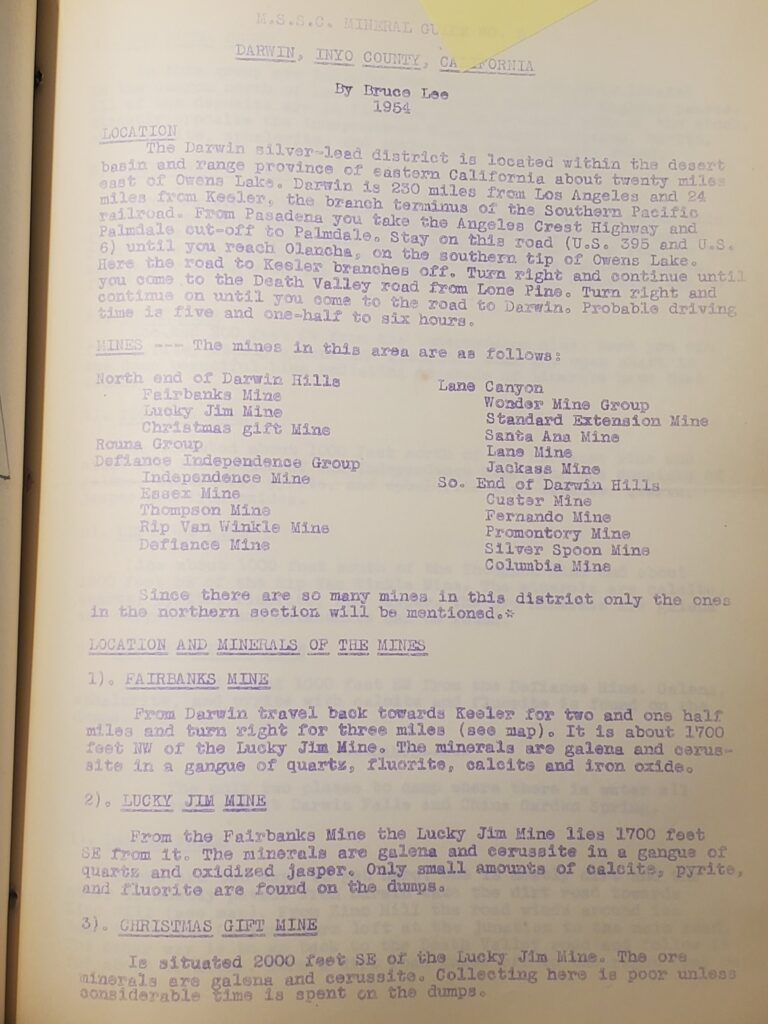 M.S.S.C. MINERAL GUIDE NO.
DARWIN, INYO COUNTY, CALIFORNIA
By Bruce Lee
1954
LOCATION
The Darwin silver-lead district is located within the desert
basin and range province of eastern California about twenty miles
east of Owens Lake. Darwin is 230 miles from Los Angeles and 24
miles from Keeler, the branch terminus of the Southern Pacific
railroad. From Pasadena you take the Angeles Crest Highway and
Palmdale cut-off to Palmdale. Stay on this road (U.S. 395 and U.S.
6) until you reach Olancha, on the southern tip of Owens Lake.
Here the road to Keeler branches off. Turn right and continue until
you come to the Death Valley road from Lone Pine. Turn right and
continue on until you come to the road to Darwin. Probable driving
time is five and one-half to six hours.
MINES --- The mines in this area are as follows:
North end of Darwin Hills
Fairbanks Mine
Lucky Jim Mine
Christmas gift Mine
Rouna Group
Defiance Independence Group
Independence Mine
Essex Mine
Thompson Mine
Rip Van Winkle Mine
Defiance Mine
Lane Canyon
Wonder Mine Group
Standard Extension Mine
Santa Ana Mine
Lane Mine
Jackass Mine
So. End of Darwin Hills
Custer Mine
Fernando Mine
Promontory Mine
Silver Spoon Mine
Columbia Mine
Since there are so many mines in this district only the ones
in the northern section will be mentioned.*
LOCATION AND MINERALS OF THE MINES
1). FAIRBANKS MINE
From Darwin travel back towards Keeler for two and one half
miles and turn right for three miles (see map). It is about 1700
feet NW of the Lucky Jim Mine. The minerals are galena and cerus-
site in a gangue of quartz, fluorite, calcite and iron oxide.
2). LUCKY JIM MINE
From the Fairbanks Mine the Lucky Jim Mine lies 1700 feet
SE from it. The minerals are galena and cerussite in a gangue of
quartz and oxidized jasper. Only small amounts of calcite, pyrite,
and fluorite are found on the dumps.
3). CHRISTMAS GIFT MINE
Is situated 2000 feet SE of the Lucky Jim Mine. The ore
minerals are galena and cerussite. Collecting here is poor unless
considerable time is spent on the dumps.